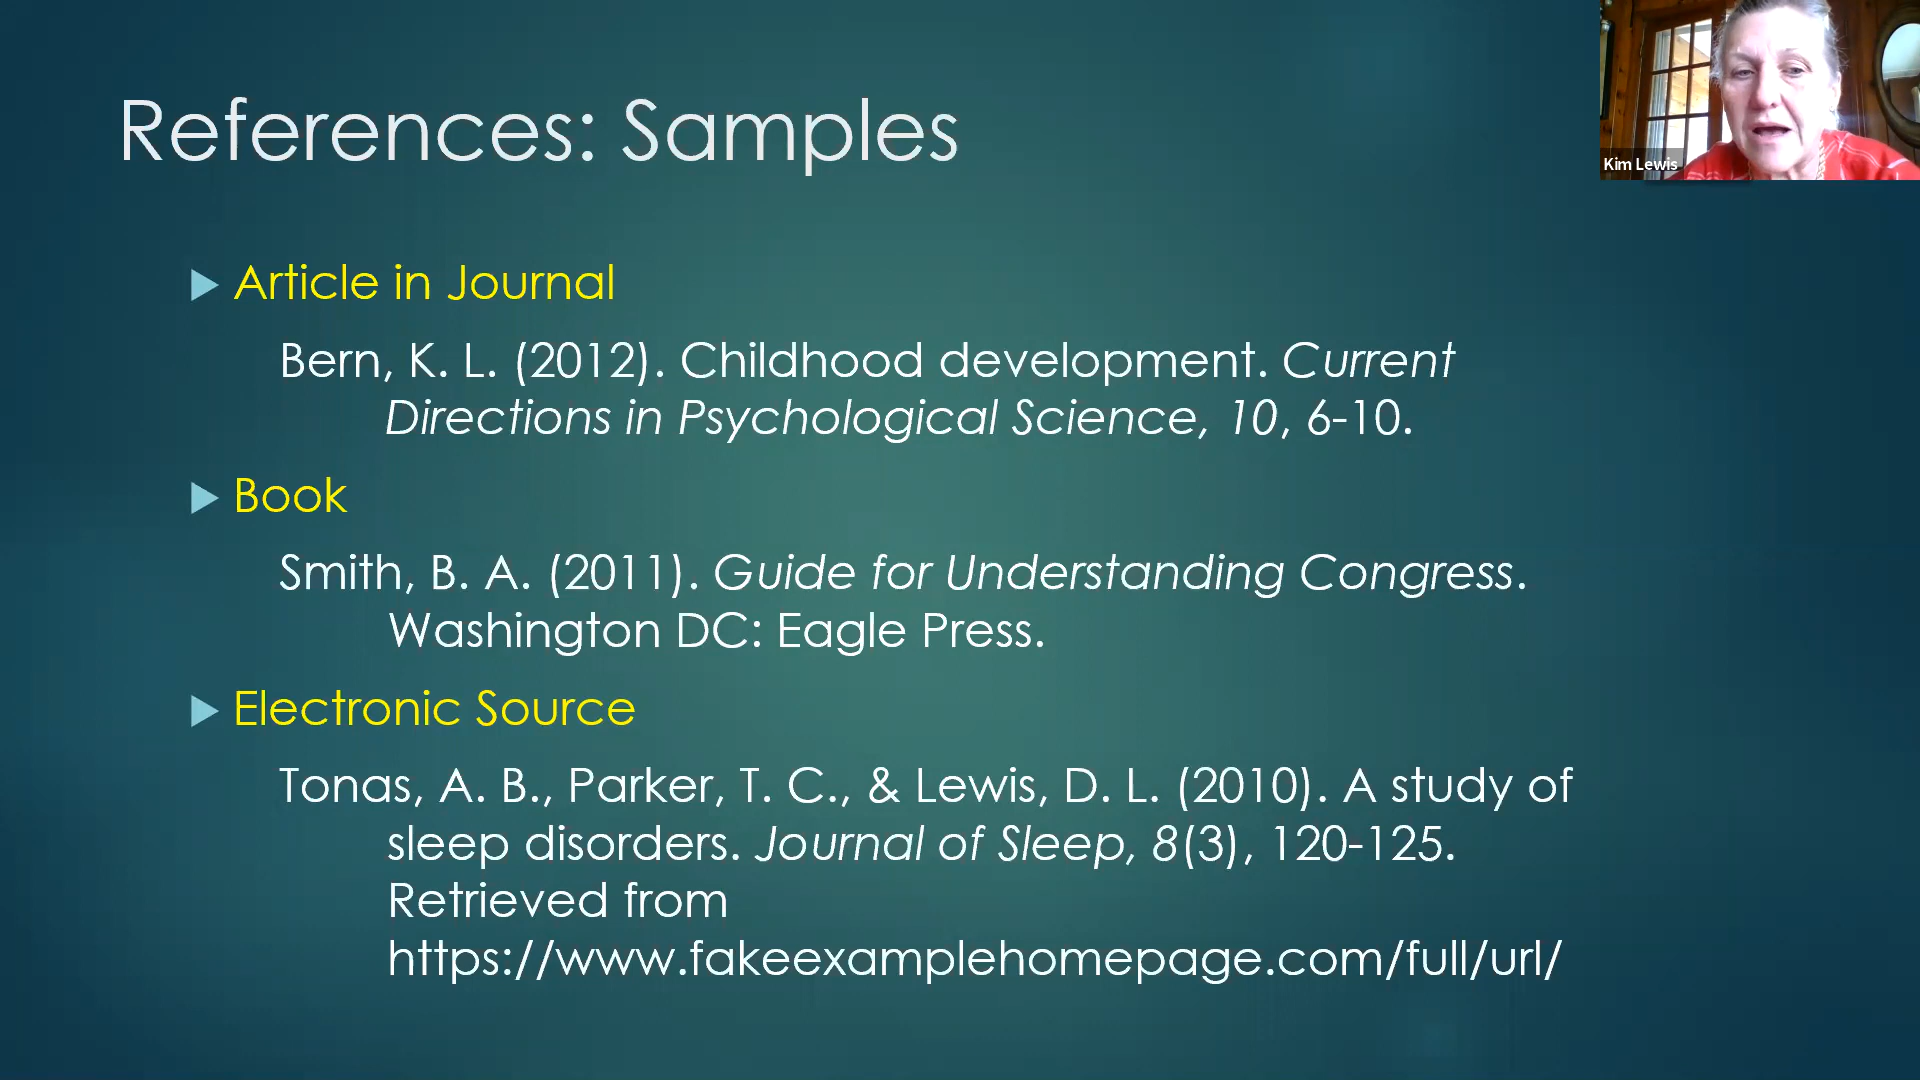 References: Samples
Kim Lewis
Article in Journal
Bern, K. L. (2012). Childhood development. Current
Directions in Psychological Science, 10, 6-10.
Book
Smith, B. A. (2011). Guide for Understanding Congress.
Washington DC: Eagle Press.
Electronic Source
Tonas, A. B., Parker, T. C., & Lewis, D. L. (2010). A study of
sleep disorders. Journal of Sleep, 8(3), 120-125.
Retrieved from
https://www.fakeexamplehomepage.com/full/url/